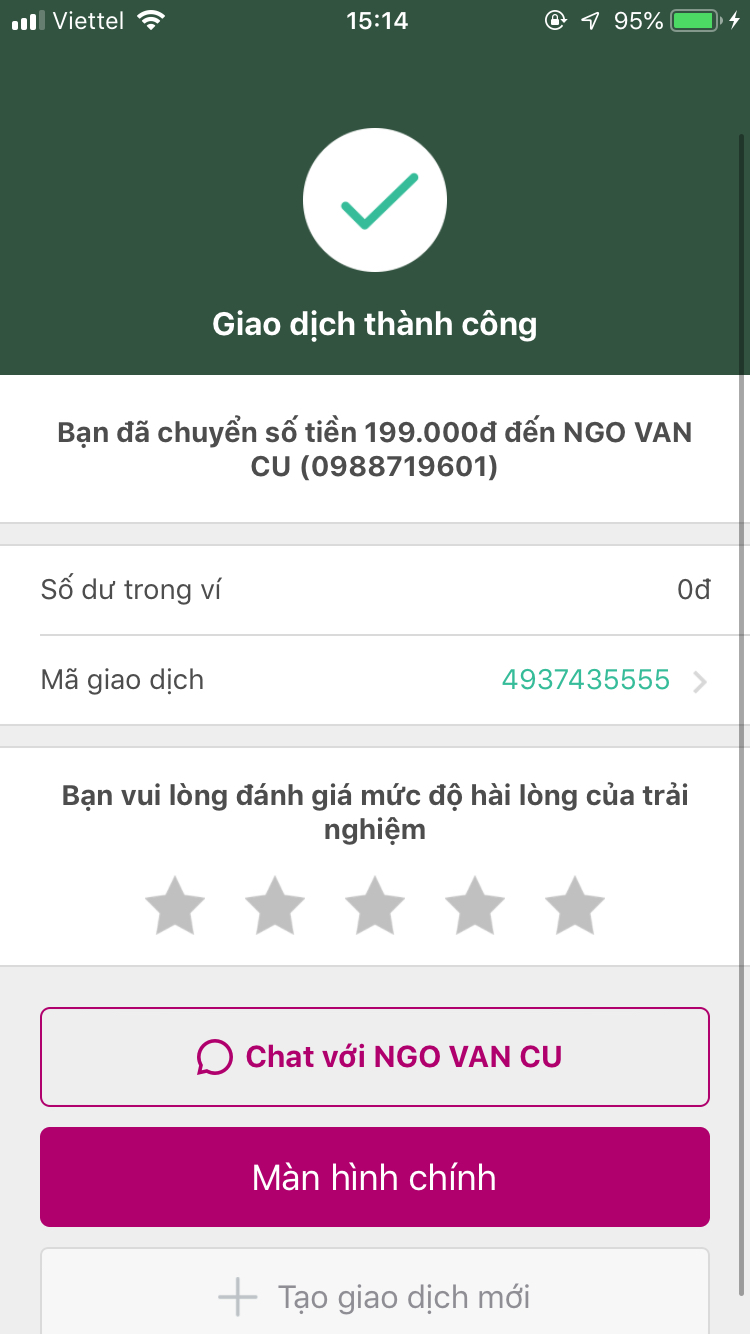 Viettel 15:14 95%
Giao dịch thành công
Bạn đã chuyển số tiền 199.000đ đến NGO VAN
CU (0988719601)
Số dư trong ví 0đ
Mã giao dịch 4937435555
Bạn vui lòng đánh giá mức độ hài lòng của trải
nghiệm
Chat với NGO VAN CU
Màn hình chính
Tạo giao dịch mới